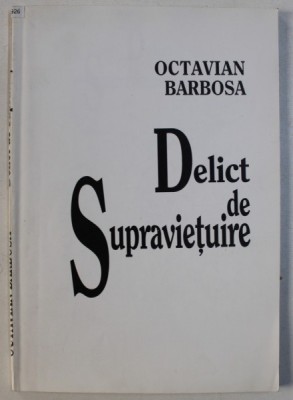 OCTAVIAN
BARBOSA
Delict
de
Supraviețuire